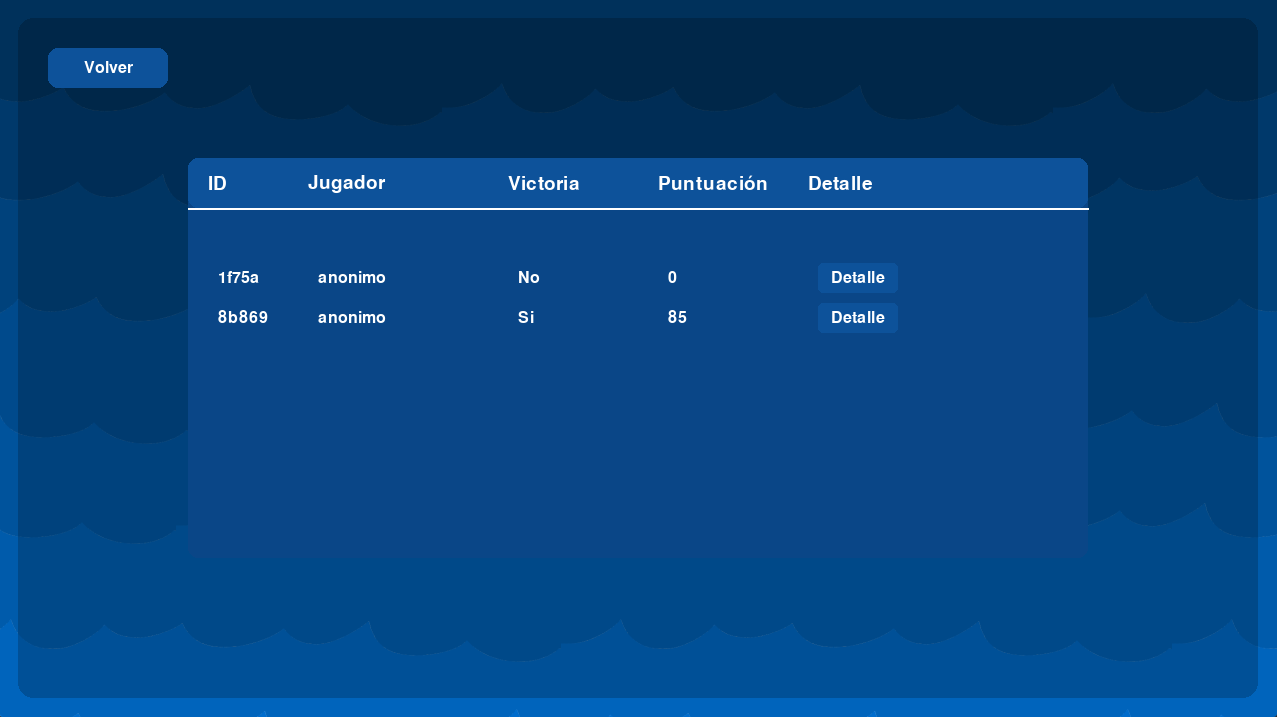 Volver
ID Jugador Victoria Puntuación Detalle
1f75a anonimo No 0 Detalle
8b869 anonimo Si 85 Detalle